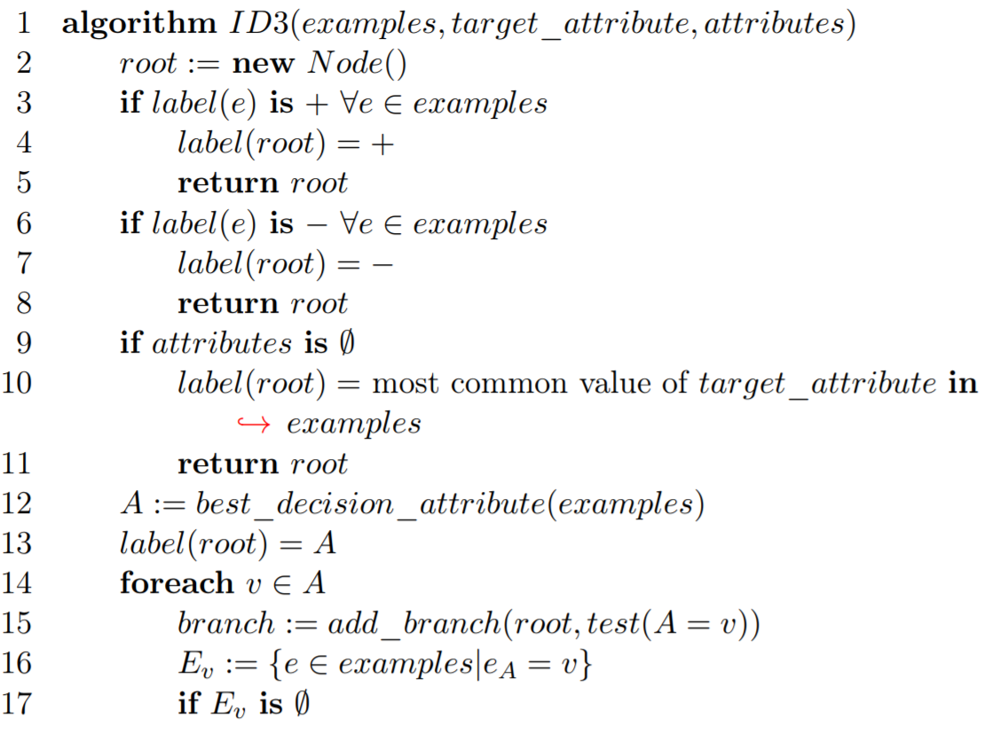 1 algorithm ID3(examples, target_attribute, attributes)
2 root := new Node()
3 if label(e) is + ∀e ∈ examples
4 label(root) = +
5 return root
6 if label(e) is − ∀e ∈ examples
7 label(root) = −
8 return root
9 if attributes is ∅
10 label(root) = most common value of target_attribute in
↪ examples
11 return root
12 A := best_decision_attribute(examples)
13 label(root) = A
14 foreach v ∈ A
15 branch := add_branch(root, test(A = v))
16 E_v := {e ∈ examples|e_A = v}
17 if E_v is ∅